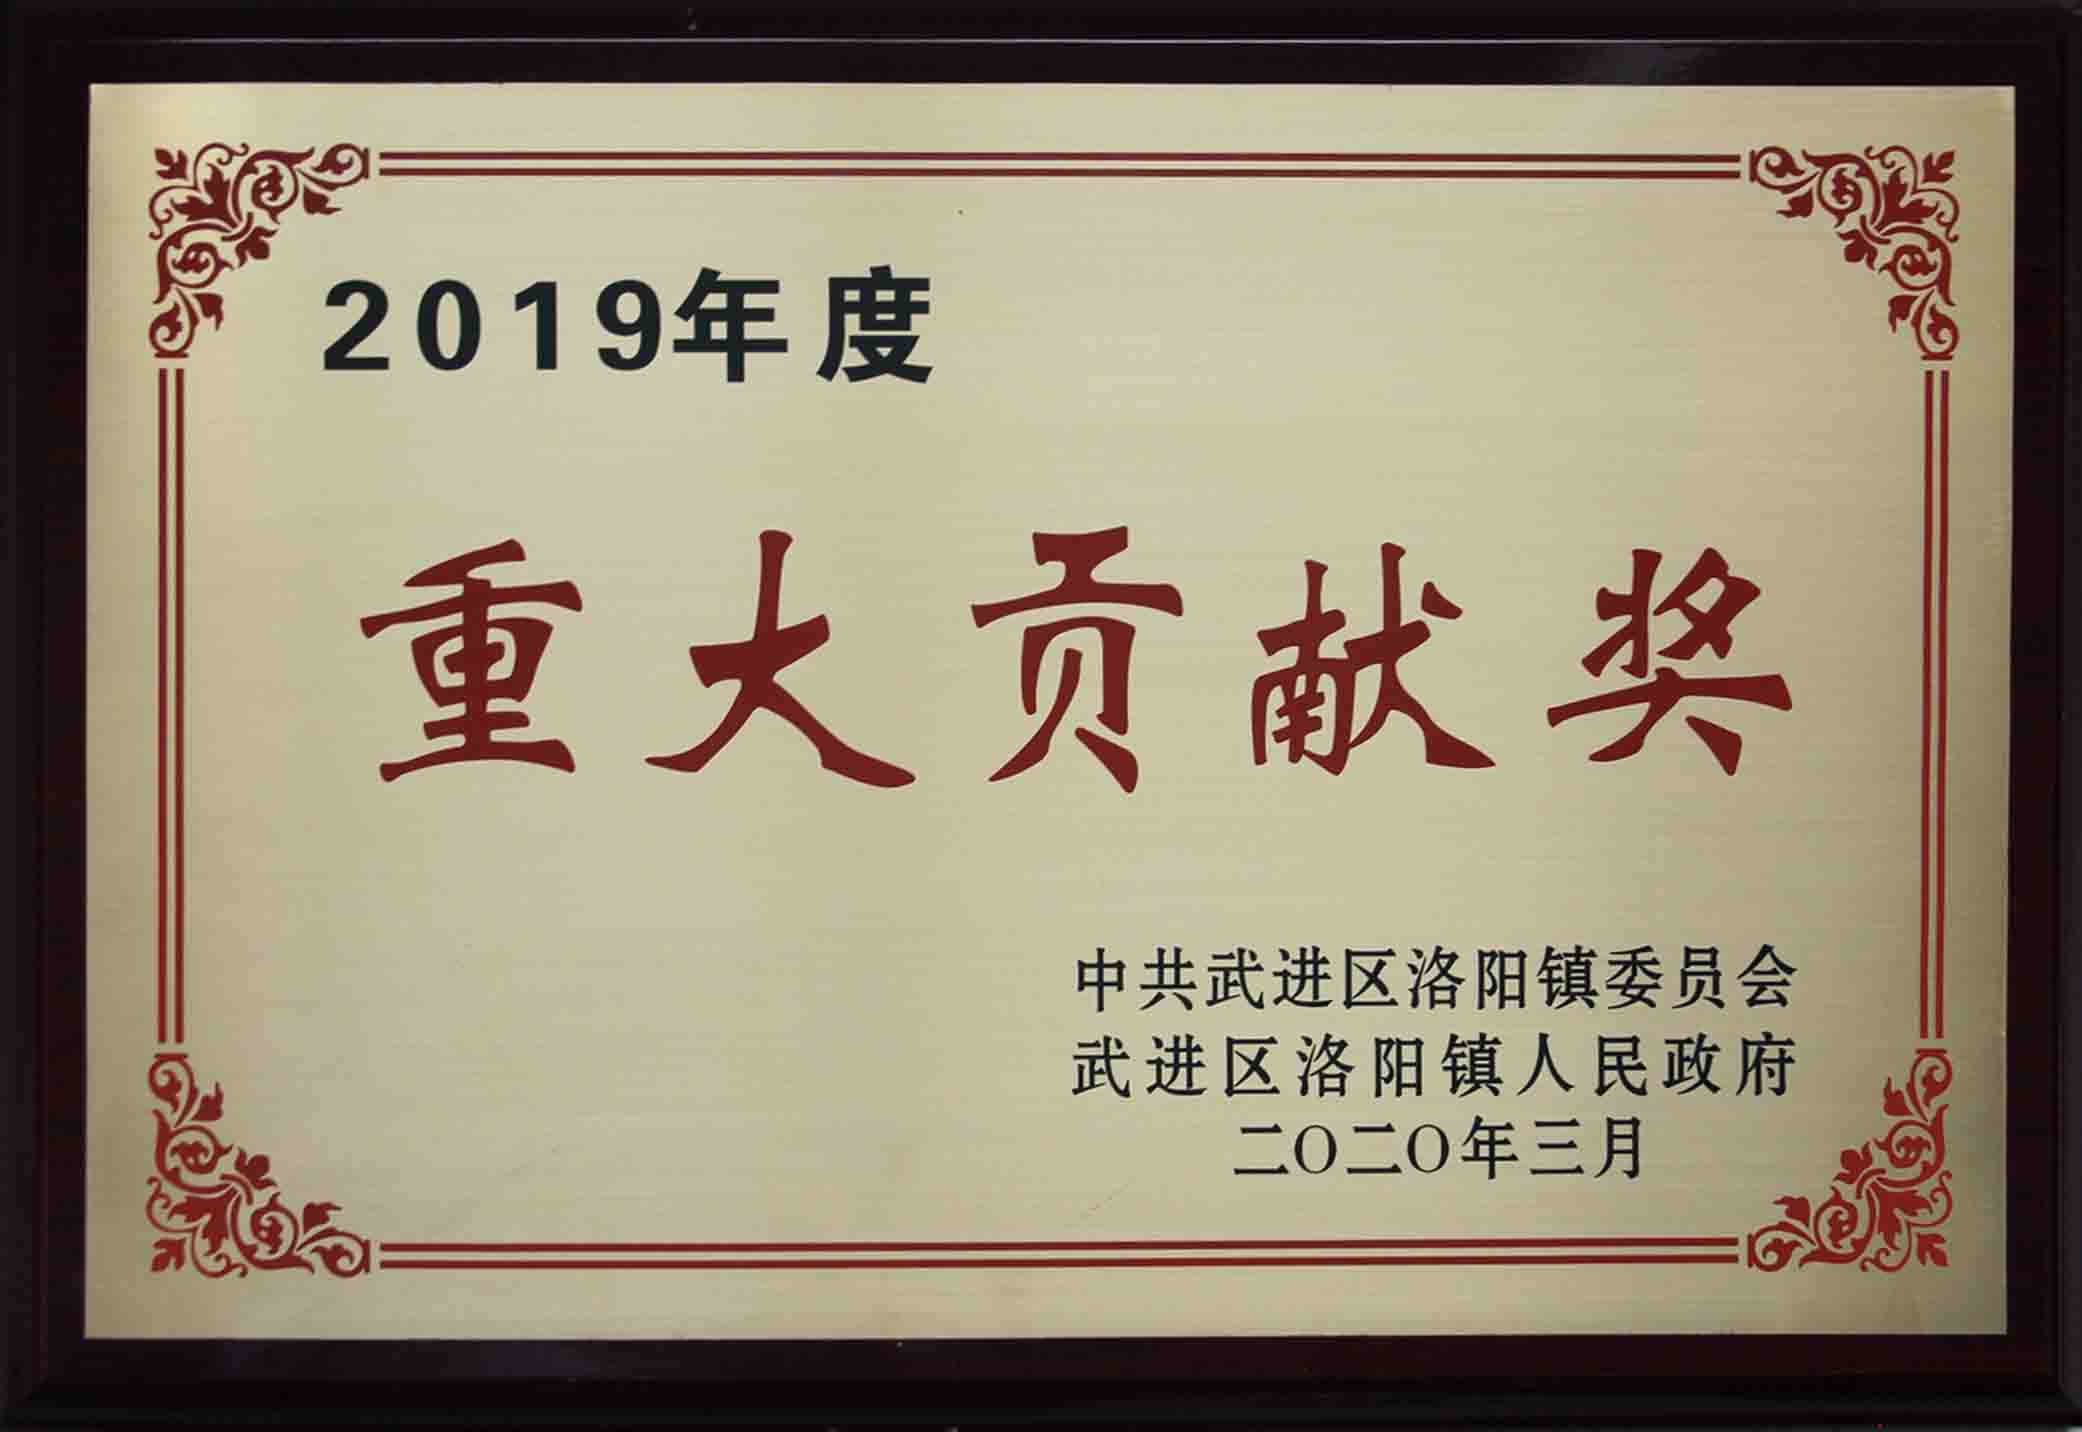 2019年度
重大贡献奖
中共武进区洛阳镇委员会
武进区洛阳镇人民政府
二〇二〇年三月